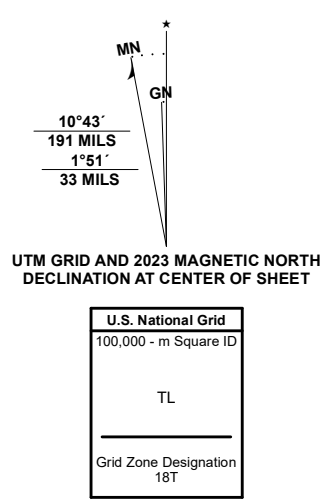 MN
GN
10°43´
191 MILS
1°51´
33 MILS
UTM GRID AND 2023 MAGNETIC NORTH
DECLINATION AT CENTER OF SHEET
U.S. National Grid
100,000 - m Square ID
TL
Grid Zone Designation
18T